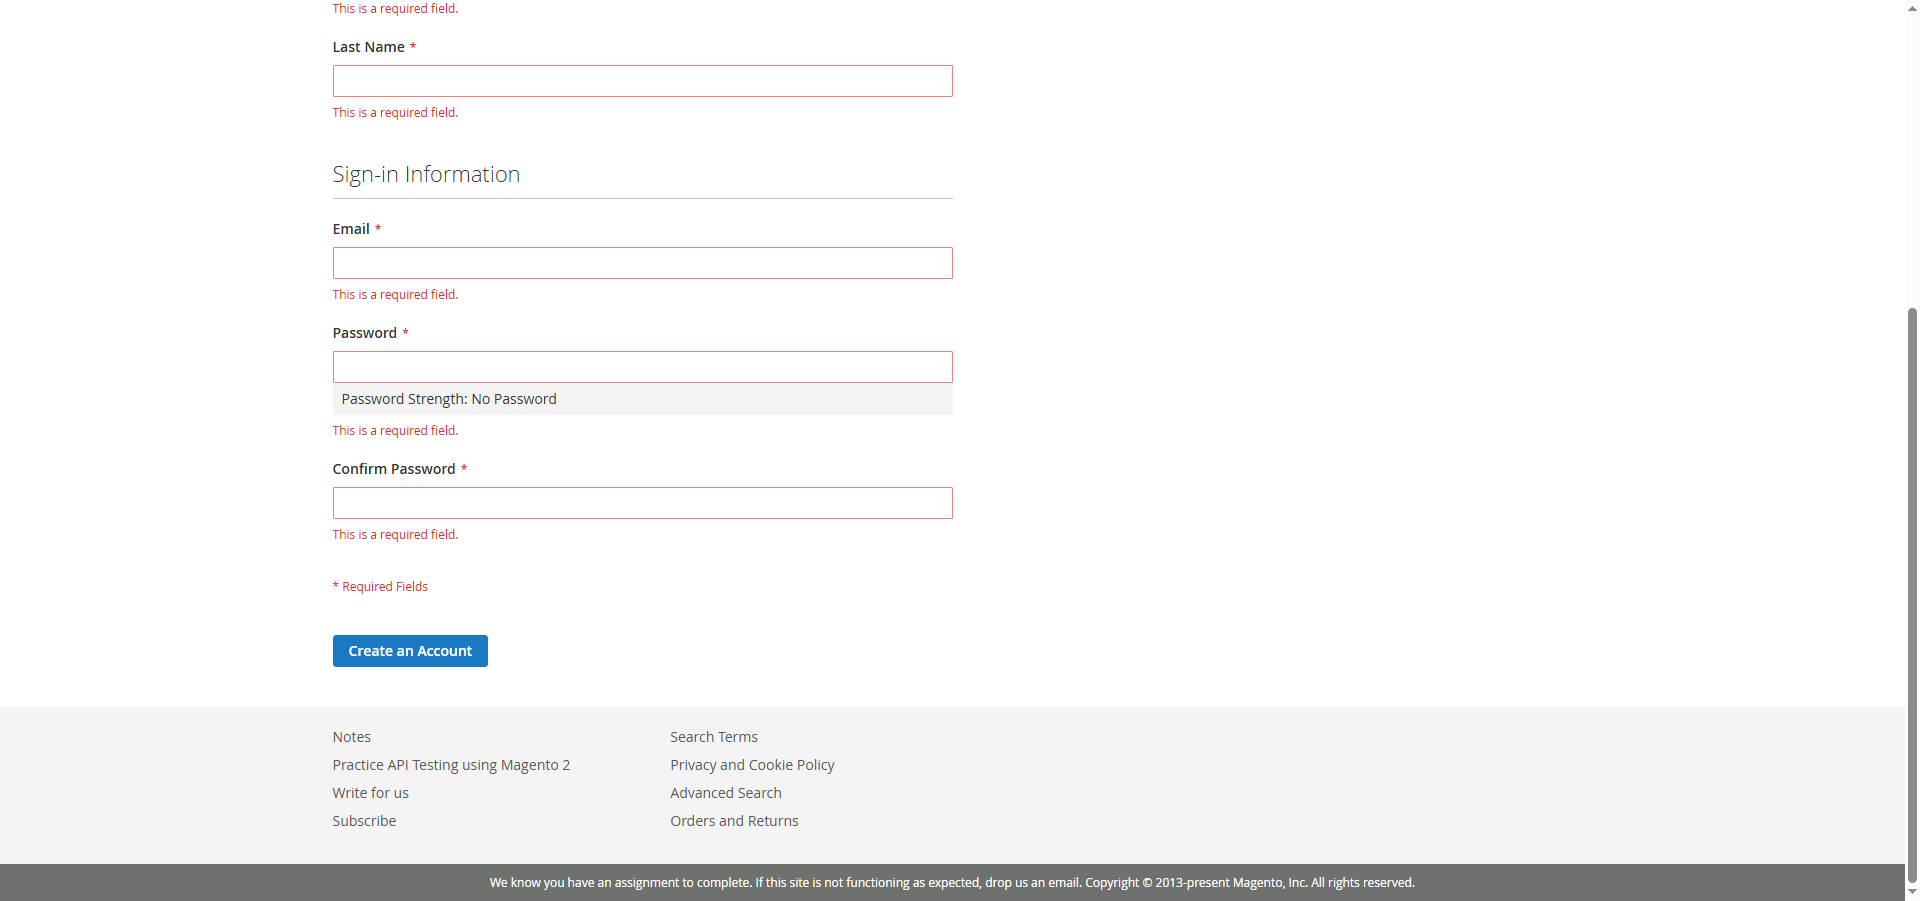 This is a required field.
Last Name *
This is a required field.
Sign-in Information
Email *
This is a required field.
Password *
Password Strength: No Password
This is a required field.
Confirm Password *
This is a required field.
* Required Fields
Create an Account
Notes
Practice API Testing using Magento 2
Write for us
Subscribe
Search Terms
Privacy and Cookie Policy
Advanced Search
Orders and Returns
We know you have an assignment to complete. If this site is not functioning as expected, drop us an email. Copyright © 2013-present Magento, Inc. All rights reserved.